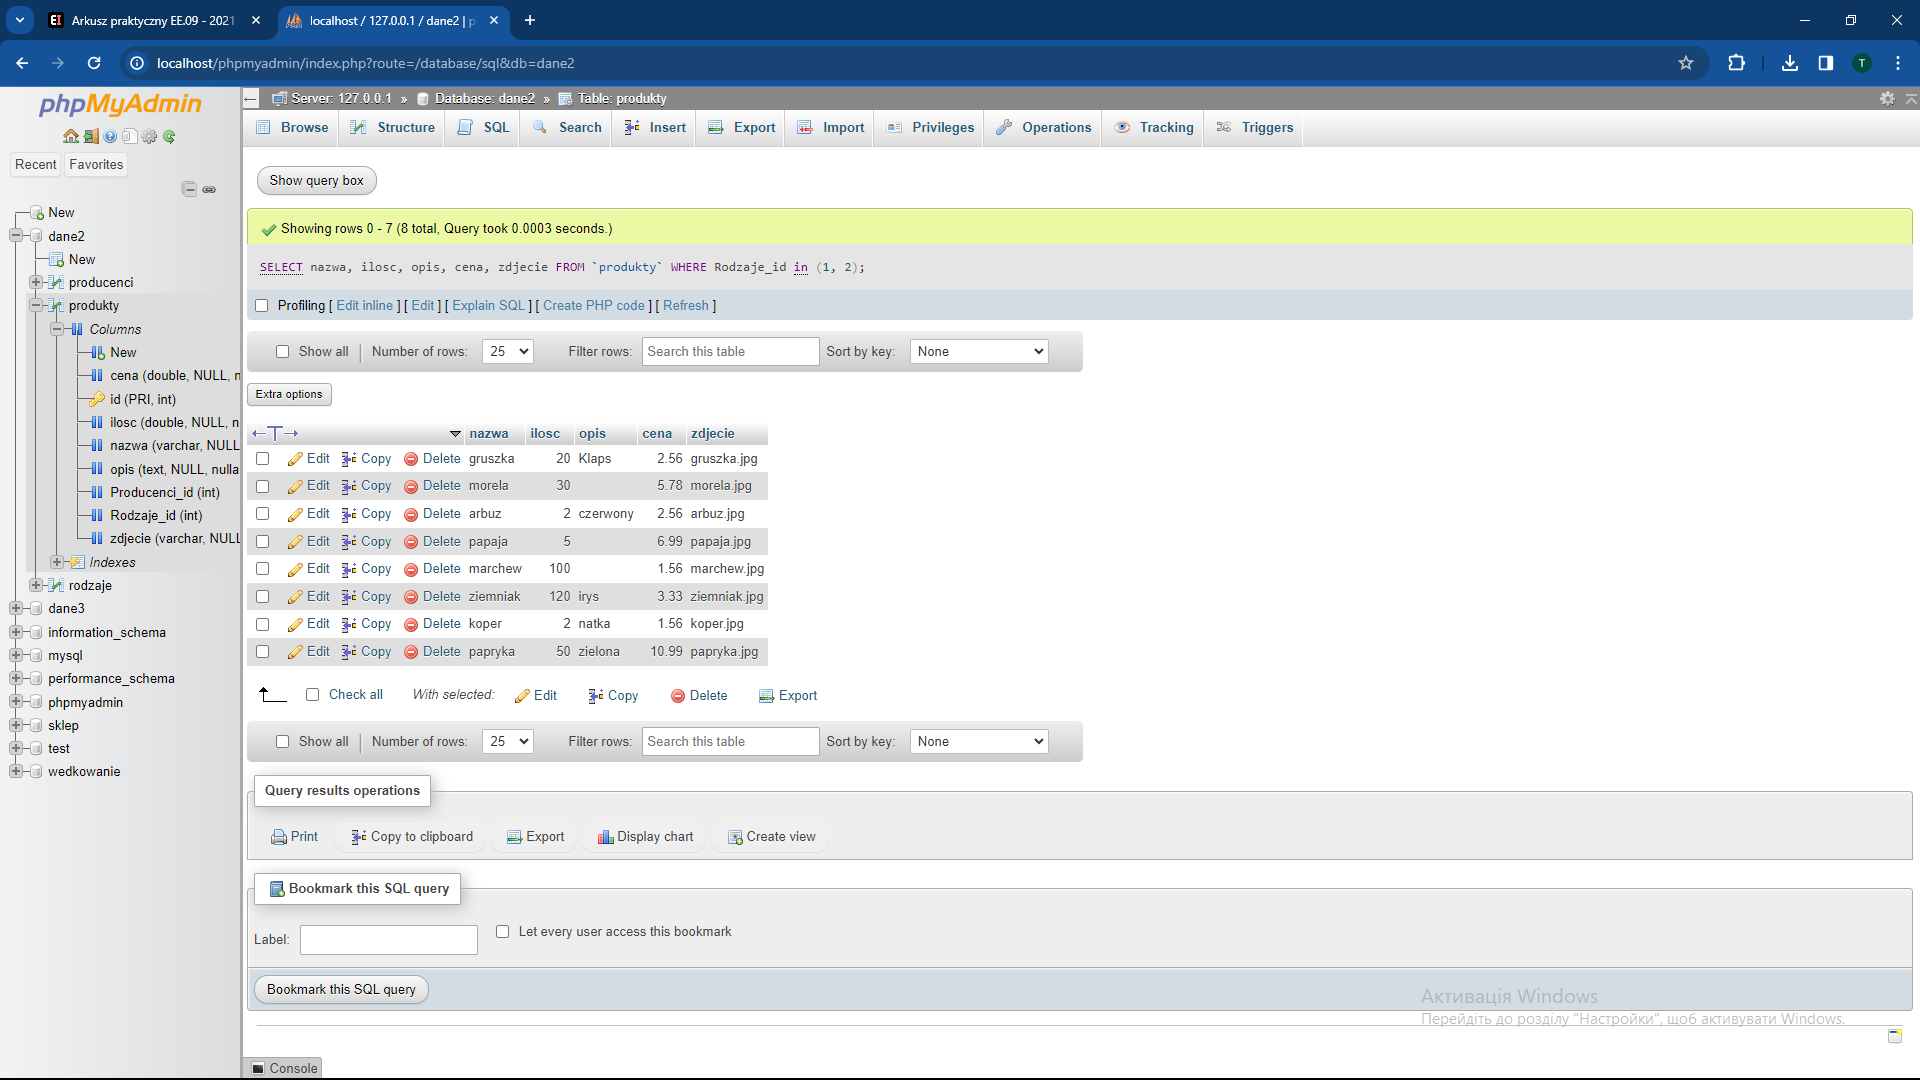 Arkusz praktyczny EE.09 - 2021
localhost / 127.0.0.1 / dane2 | p
localhost/phpmyadmin/index.php?route=/database/sql&db=dane2
T
phpMyAdmin
Recent Favorites
New
dane2
New
producenci
produkty
Columns
New
cena (double, NULL, n
id (PRI, int)
ilosc (double, NULL, n
nazwa (varchar, NULL
opis (text, NULL, nulla
Producenci_id (int)
Rodzaje_id (int)
zdjecie (varchar, NULL
Indexes
rodzaje
dane3
information_schema
mysql
performance_schema
phpmyadmin
sklep
test
wedkowanie
Server: 127.0.0.1 » Database: dane2 » Table: produkty
Browse Structure SQL Search Insert Export Import Privileges Operations Tracking Triggers
Show query box
Showing rows 0 - 7 (8 total, Query took 0.0003 seconds.)
SELECT nazwa, ilosc, opis, cena, zdjecie FROM `produkty` WHERE Rodzaje_id in (1, 2);
Profiling [ Edit inline ] [ Edit ] [ Explain SQL ] [ Create PHP code ] [ Refresh ]
Show all Number of rows: 25 Filter rows: Search this table Sort by key: None
Extra options
nazwa ilosc opis cena zdjecie
Edit Copy Delete gruszka 20 Klaps 2.56 gruszka.jpg
Edit Copy Delete morela 30 5.78 morela.jpg
Edit Copy Delete arbuz 2 czerwony 2.56 arbuz.jpg
Edit Copy Delete papaja 5 6.99 papaja.jpg
Edit Copy Delete marchew 100 1.56 marchew.jpg
Edit Copy Delete ziemniak 120 irys 3.33 ziemniak.jpg
Edit Copy Delete koper 2 natka 1.56 koper.jpg
Edit Copy Delete papryka 50 zielona 10.99 papryka.jpg
Check all With selected: Edit Copy Delete Export
Show all Number of rows: 25 Filter rows: Search this table Sort by key: None
Query results operations
Print Copy to clipboard Export Display chart Create view
Bookmark this SQL query
Label: Let every user access this bookmark
Bookmark this SQL query
Активація Windows
Перейдіть до розділу "Настройки", щоб активувати Windows.
Console